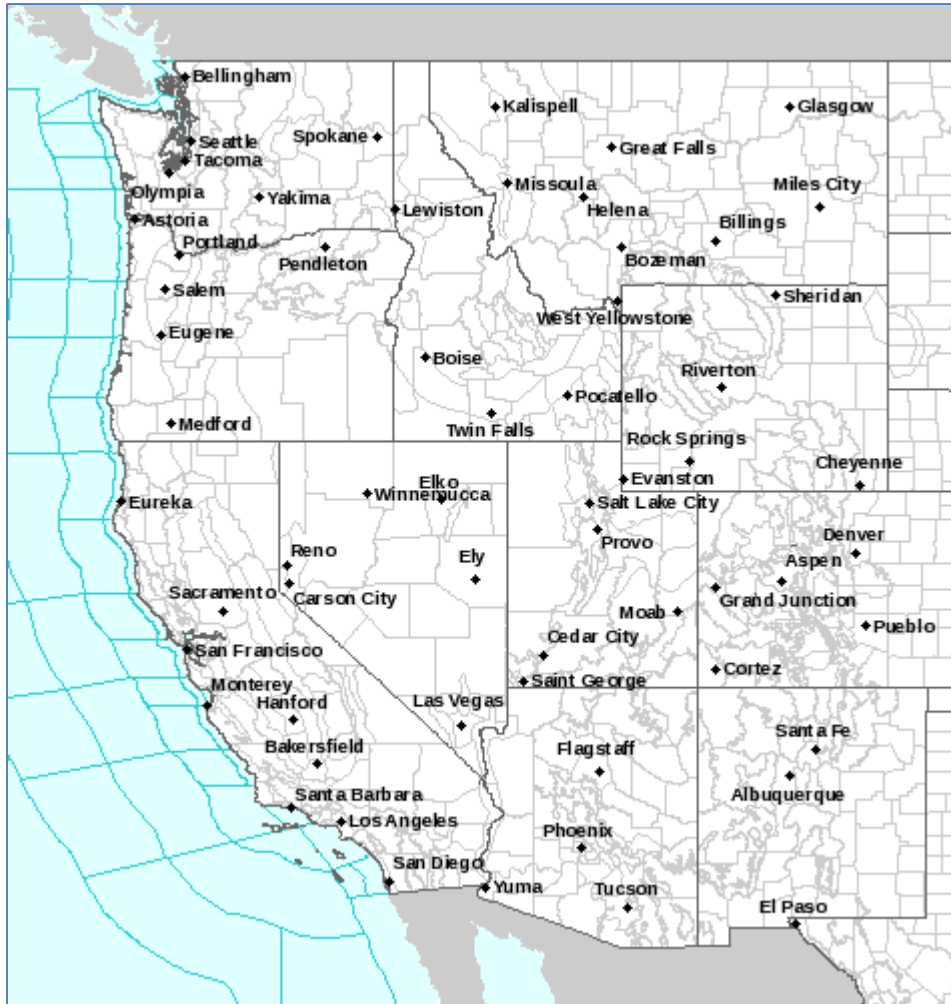 Bellingham
Kalispell
Glasgow
Seattle
Spokane
Great Falls
Tacoma
Olympia
Missoula
Miles City
Yakima
Lewiston
Helena
Astoria
Billings
Portland
Pendleton
Bozeman
Salem
Sheridan
West Yellowstone
Eugene
Boise
Riverton
Pocatello
Medford
Twin Falls
Rock Springs
Cheyenne
Evanston
Elko
Winnemucca
Eureka
Salt Lake City
Provo
Denver
Reno
Ely
Aspen
Carson City
Grand Junction
Sacramento
Moab
Pueblo
Cedar City
San Francisco
Cortez
Saint George
Monterey
Hanford
Las Vegas
Santa Fe
Bakersfield
Flagstaff
Albuquerque
Santa Barbara
Los Angeles
Phoenix
San Diego
Yuma
Tucson
El Paso